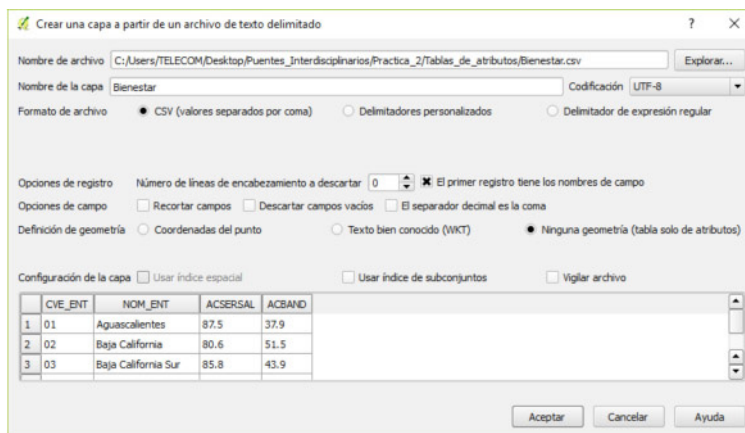 Crear una capa a partir de un archivo de texto delimitado ?
Nombre de archivo C:/Users/TELECOM/Desktop/Puentes_Interdisciplinarios/Practica_2/Tablas_de_atributos/Bienestar.csv Explorar...
Nombre de la capa Bienestar Codificación UTF-8
Formato de archivo CSV (valores separados por coma) Delimitadores personalizados Delimitador de expresión regular
Opciones de registro Número de líneas de encabezamiento a descartar 0 El primer registro tiene los nombres de campo
Opciones de campo Recortar campos Descartar campos vacíos El separador decimal es la coma
Definición de geometría Coordenadas del punto Texto bien conocido (WKT) Ninguna geometría (tabla solo de atributos)
Configuración de la capa Usar índice espacial Usar índice de subconjuntos Vigilar archivo
CVE_ENT NOM_ENT ACSERSAL ACBAND
1 01 Aguascalientes 87.5 37.9
2 02 Baja California 80.6 51.5
3 03 Baja California Sur 85.8 43.9
Aceptar Cancelar Ayuda